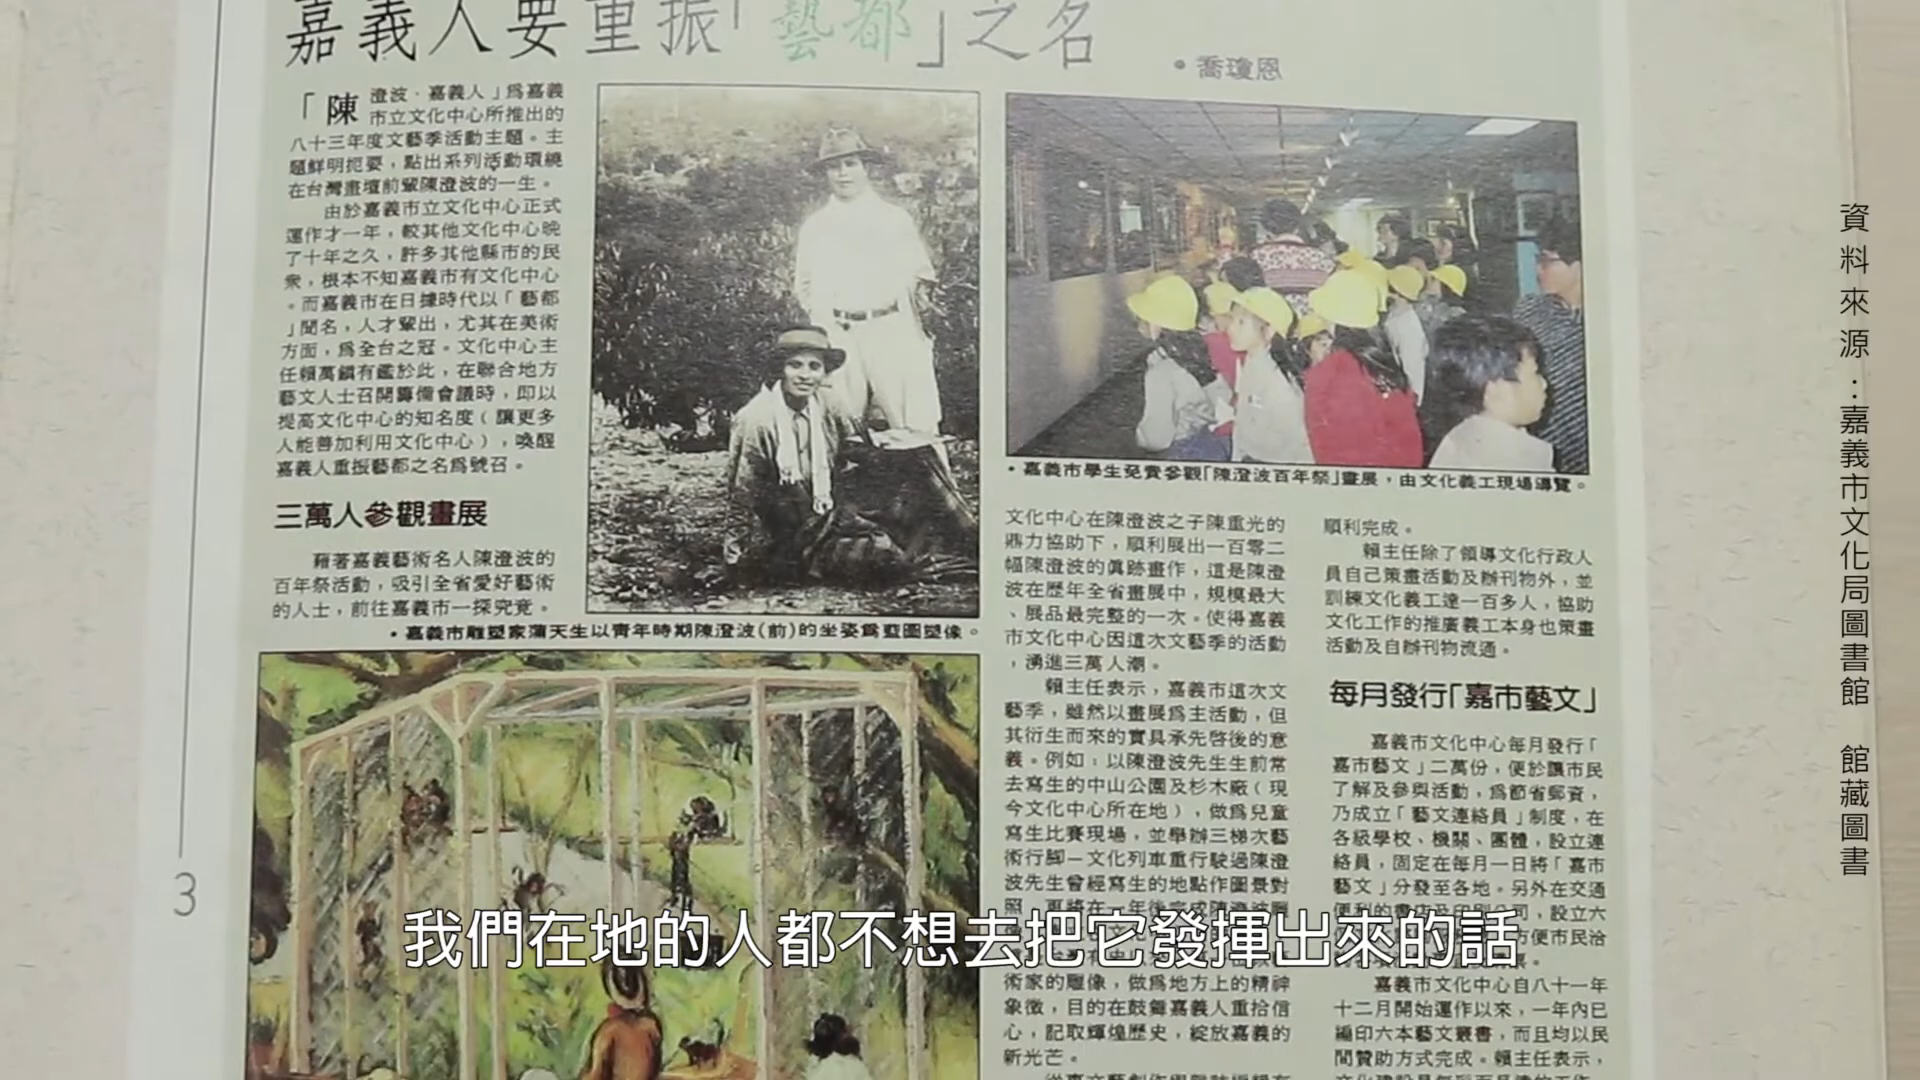 嘉義人要重振「藝都」之名
•喬瓊恩
「陳澄波‧嘉義人」爲嘉義
市立文化中心所推出的
八十三年度文藝季活動主題。主
題鮮明扼要，點出系列活動環繞
在台灣畫壇前輩陳澄波的一生。
由於嘉義市立文化中心正式
運作才一年，較其他文化中心晚
了十年之久，許多其他縣市的民
衆，根本不知嘉義市有文化中心
。而嘉義市在日據時代以「藝都
」聞名，人才輩出，尤其在美術
方面，爲全台之冠。文化中心主
任賴萬鎮有鑑於此，在聯合地方
藝文人士召開籌備會議時，即以
提高文化中心的知名度（讓更多
人能善加利用文化中心），喚醒
嘉義人重振藝都之名爲號召。
三萬人參觀畫展
藉著嘉義藝術名人陳澄波的
百年祭活動，吸引全省愛好藝術
的人士，前往嘉義市一探究竟。
•嘉義市雕塑家蒲天生以青年時期陳澄波(前)的坐姿爲藍圖塑像。
•嘉義市學生免費參觀「陳澄波百年祭」畫展，由文化義工現場導覽。
文化中心在陳澄波之子陳重光的
鼎力協助下，順利展出一百零二
幅陳澄波的眞跡畫作，這是陳澄
波在歷年全省畫展中，規模最大
、展品最完整的一次。使得嘉義
市文化中心因這次文藝季的活動
，湧進三萬人潮。
賴主任表示，嘉義市這次文
藝季，雖然以畫展爲主活動，但
其衍生而來的實具承先啓後的意
義。例如：以陳澄波先生生前常
去寫生的中山公園及杉木廠（現
今文化中心所在地），做爲兒童
寫生比賽現場，並舉辦三梯次藝
術行腳—文化列車重行駛過陳澄
波先生曾經寫生的地點作圖景對
照，更將在一年後完成陳澄波雕
術家的雕像，做爲地方上的精神
象徵，目的在鼓舞嘉義人重拾信
心，記取輝煌歷史，綻放嘉義的
新光芒。
順利完成。
賴主任除了領導文化行政人
員自己策畫活動及辦刊物外，並
訓練文化義工達一百多人，協助
文化工作的推廣義工本身也策畫
活動及自辦刊物流通。
每月發行「嘉市藝文」
嘉義市文化中心每月發行「
嘉市藝文」二萬份，便於讓市民
了解及參與活動，爲節省郵資，
乃成立「藝文連絡員」制度，在
各級學校、機關、團體，設立連
絡員，固定在每月一日將「嘉市
藝文」分發至各地。另外在交通
便利的書店及印刷公司，設立六
方便市民洽
嘉義市文化中心自八十一年
十二月開始運作以來，一年內已
編印六本藝文叢書，而且均以民
間贊助方式完成。賴主任表示，
3
我們在地的人都不想去把它發揮出來的話
資料來源：嘉義市文化局圖書館 館藏圖書